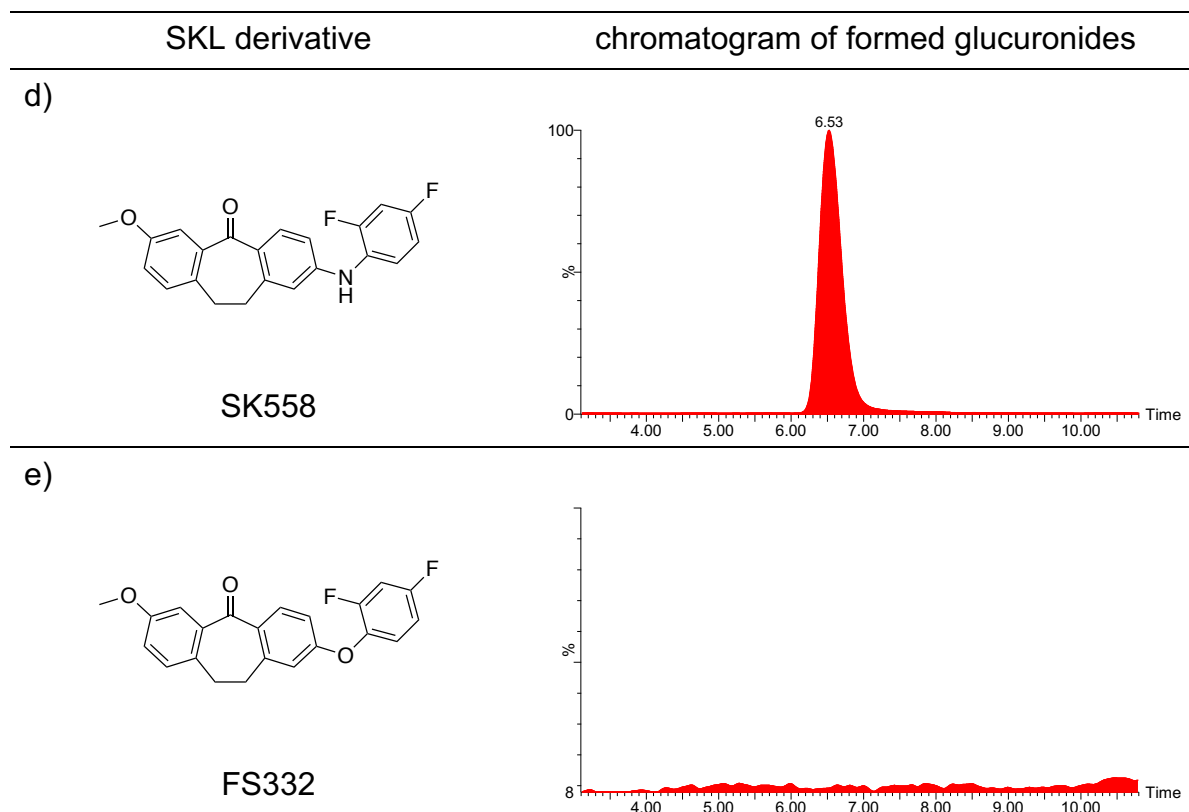 SKL derivative chromatogram of formed glucuronides
d)
6.53
100
F
O
F
O
%
N
H
SK558
0
Time
4.00 5.00 6.00 7.00 8.00 9.00 10.00
e)
F
O
F
O
%
O
FS332
8
Time
4.00 5.00 6.00 7.00 8.00 9.00 10.00